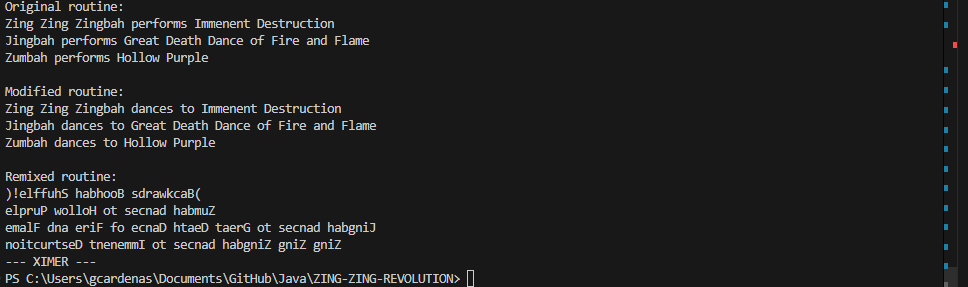 Original routine:
Zing Zing Zingbah performs Immenent Destruction
Jingbah performs Great Death Dance of Fire and Flame
Zumbah performs Hollow Purple
Modified routine:
Zing Zing Zingbah dances to Immenent Destruction
Jingbah dances to Great Death Dance of Fire and Flame
Zumbah dances to Hollow Purple
Remixed routine:
)!elffuhS habhooB sdrawkcaB(
elpruP wolloH ot secnad habmuZ
emalF dna eriF fo ecnaD htaeD taerG ot secnad habgniJ
noitcurtseD tnenemmI ot secnad habgniZ gniZ gniZ
--- XIMER ---
PS C:\Users\gcardenas\Documents\GitHub\Java\ZING-ZING-REVOLUTION>